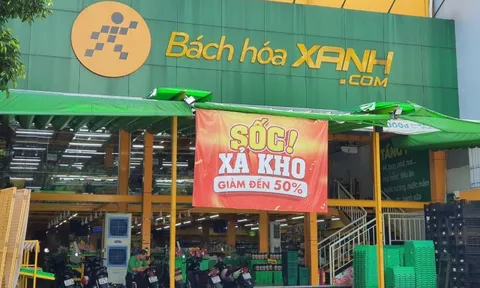 Bách hóa XANH
.COM
SỐC!
XẢ KHO
GIẢM ĐẾN 50%